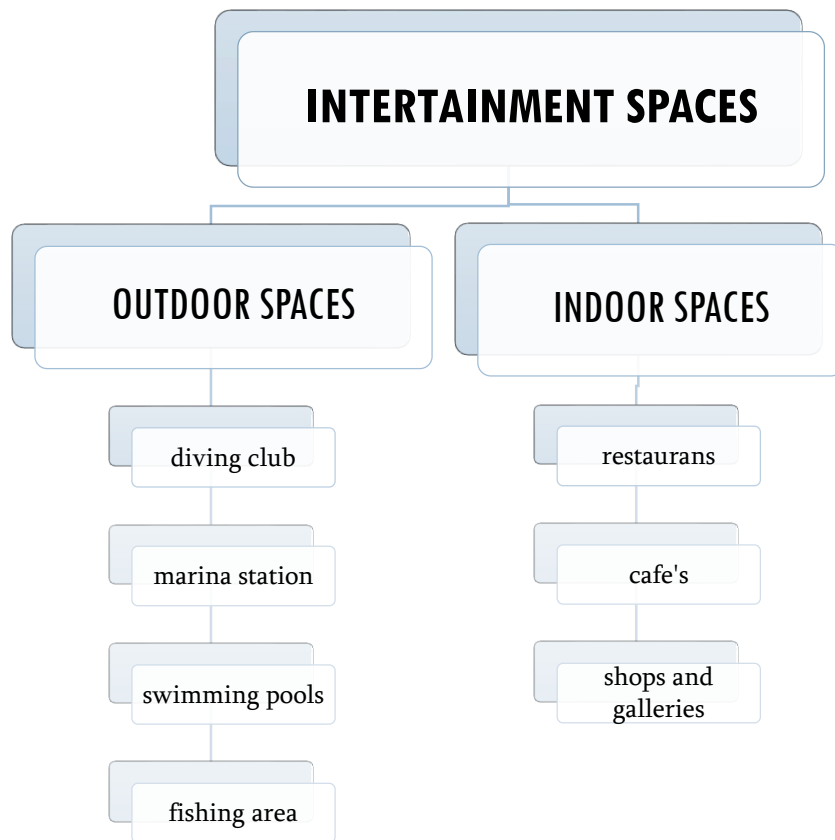 INTERTAINMENT SPACES
OUTDOOR SPACES
diving club
marina station
swimming pools
fishing area
INDOOR SPACES
restaurans
cafe's
shops and
galleries